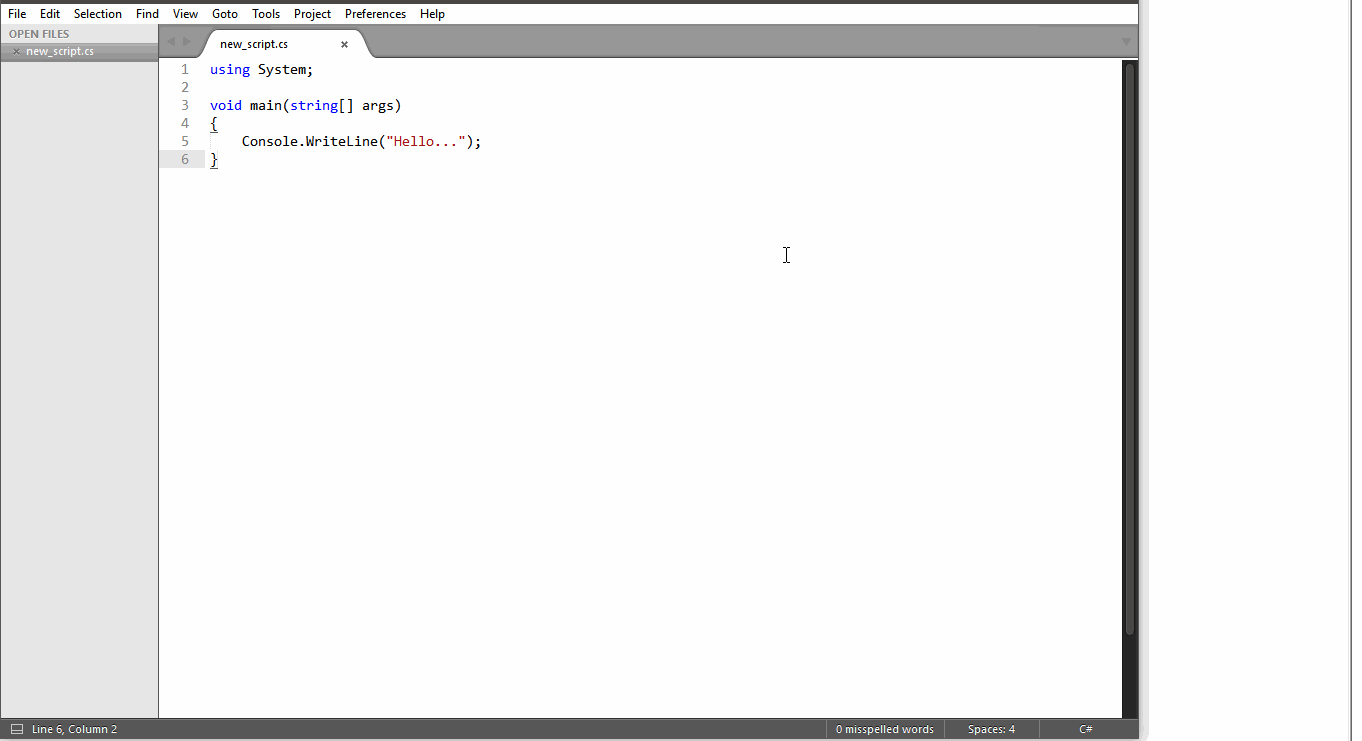 File Edit Selection Find View Goto Tools Project Preferences Help
OPEN FILES
× new_script.cs
new_script.cs ×
1 using System;
2
3 void main(string[] args)
4 {
5     Console.WriteLine("Hello...");
6 }
Line 6, Column 2
0 misspelled words
Spaces: 4
C#